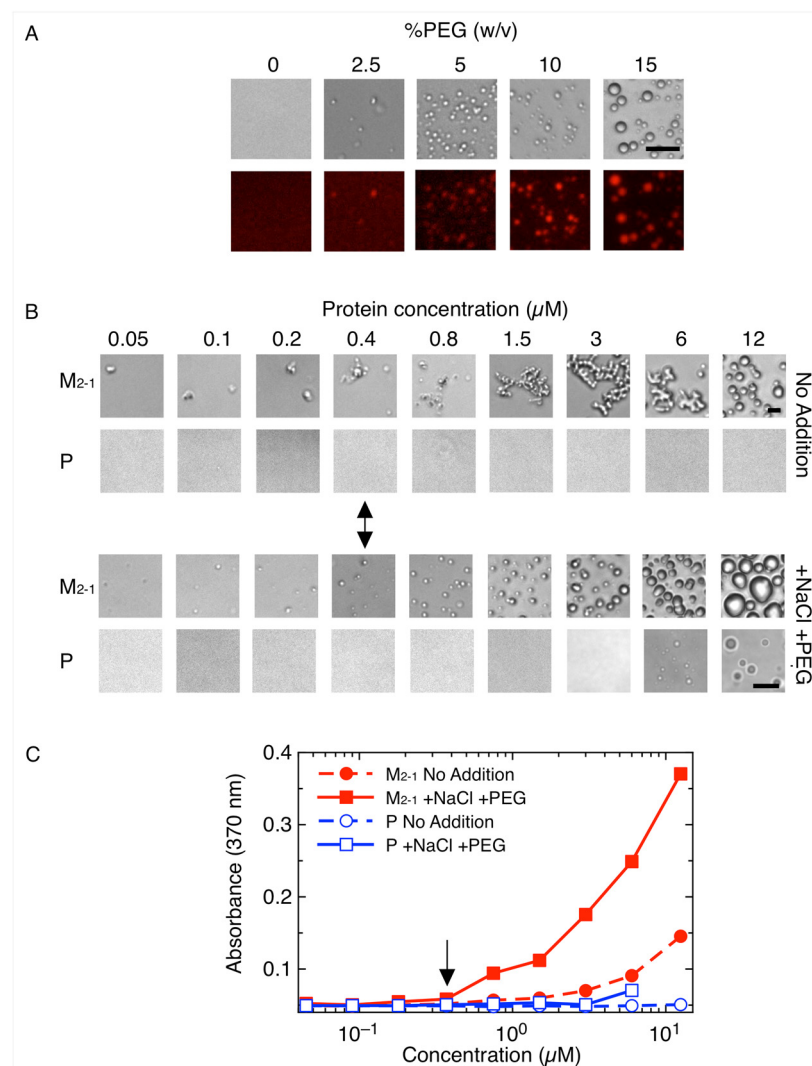 A
%PEG (w/v)
0 2.5 5 10 15
B
Protein concentration (µM)
0.05 0.1 0.2 0.4 0.8 1.5 3 6 12
M2-1
P
No Addition
M2-1
P
+NaCl +PEG
C
0.4
0.3
0.2
0.1
Absorbance (370 nm)
M2-1 No Addition
M2-1 +NaCl +PEG
P No Addition
P +NaCl +PEG
10⁻¹ 10⁰ 10¹
Concentration (µM)